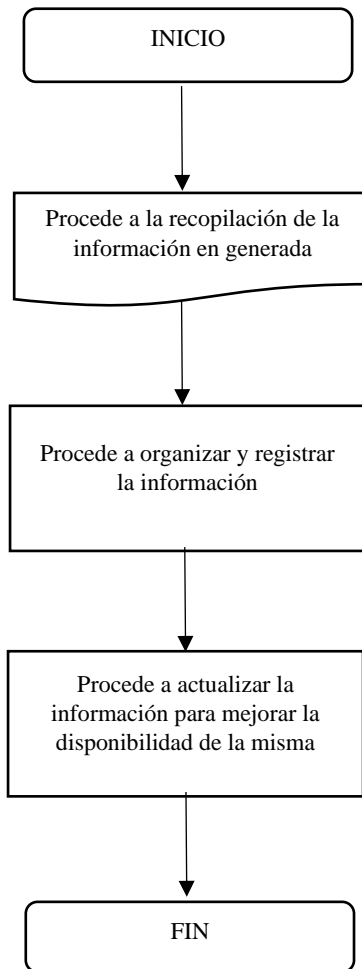 INICIO
Procede a la recopilación de la
información en generada
Procede a organizar y registrar
la información
Procede a actualizar la
información para mejorar la
disponibilidad de la misma
FIN